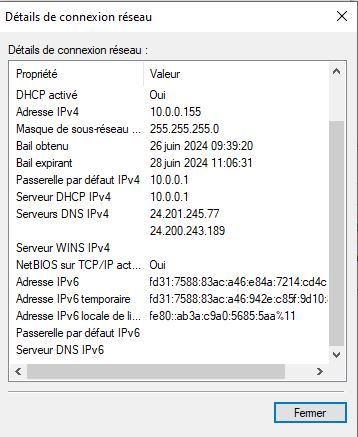 Détails de connexion réseau
Détails de connexion réseau :
Propriété Valeur
DHCP activé Oui
Adresse IPv4 10.0.0.155
Masque de sous-réseau ... 255.255.255.0
Bail obtenu 26 juin 2024 09:39:20
Bail expirant 28 juin 2024 11:06:31
Passerelle par défaut IPv4 10.0.0.1
Serveur DHCP IPv4 10.0.0.1
Serveurs DNS IPv4 24.201.245.77
24.200.243.189
Serveur WINS IPv4
NetBIOS sur TCP/IP act... Oui
Adresse IPv6 fd31:7588:83ac:a46:e84a:7214:cd4c
Adresse IPv6 temporaire fd31:7588:83ac:a46:942e:c85f:9d10:
Adresse IPv6 locale de li... fe80::ab3a:c9a0:5685:5aa%11
Passerelle par défaut IPv6
Serveur DNS IPv6
Fermer